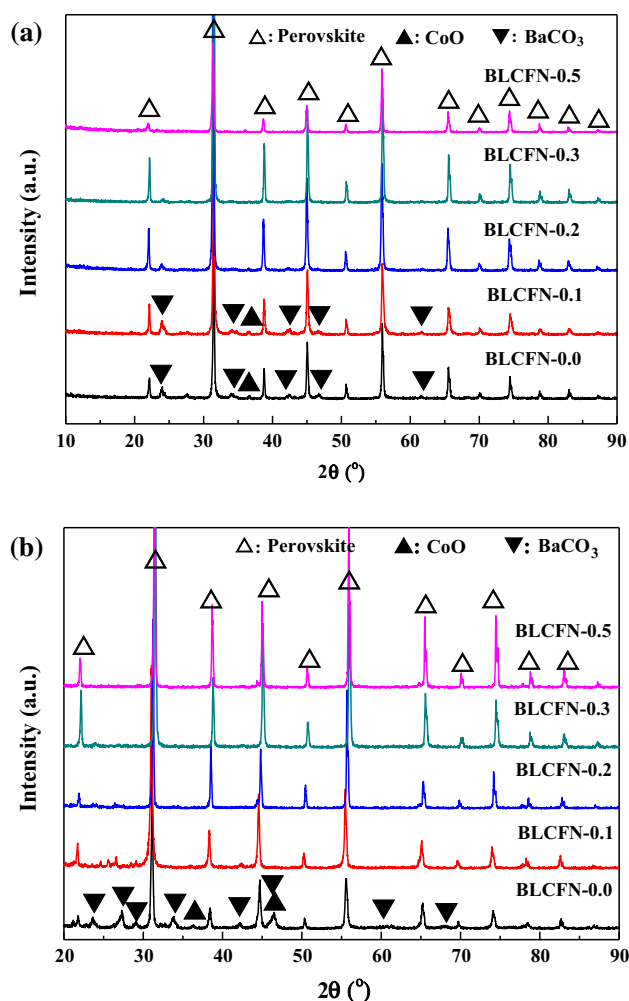 (a)
△: Perovskite ▲: CoO ▼: BaCO3
BLCFN-0.5
BLCFN-0.3
BLCFN-0.2
BLCFN-0.1
BLCFN-0.0
Intensity (a.u.)
10 20 30 40 50 60 70 80 90
2θ (°)
(b)
△: Perovskite ▲: CoO ▼: BaCO3
BLCFN-0.5
BLCFN-0.3
BLCFN-0.2
BLCFN-0.1
BLCFN-0.0
Intensity (a.u.)
20 30 40 50 60 70 80 90
2θ (°)